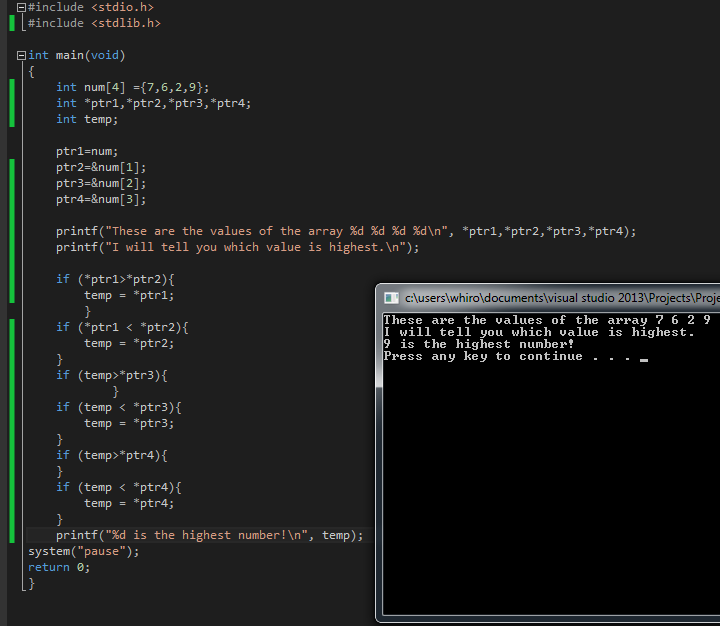 #include <stdio.h>
#include <stdlib.h>
int main(void)
{
int num[4] ={7,6,2,9};
int *ptr1,*ptr2,*ptr3,*ptr4;
int temp;
ptr1=num;
ptr2=&num[1];
ptr3=&num[2];
ptr4=&num[3];
printf("These are the values of the array %d %d %d %d\n", *ptr1,*ptr2,*ptr3,*ptr4);
printf("I will tell you which value is highest.\n");
if (*ptr1>*ptr2){
temp = *ptr1;
}
if (*ptr1 < *ptr2){
temp = *ptr2;
}
if (temp>*ptr3){
}
if (temp < *ptr3){
temp = *ptr3;
}
if (temp>*ptr4){
}
if (temp < *ptr4){
temp = *ptr4;
}
printf("%d is the highest number!\n", temp);
system("pause");
return 0;
}
c:\users\whiro\documents\visual studio 2013\Projects\Proje
These are the values of the array 7 6 2 9
I will tell you which value is highest.
9 is the highest number!
Press any key to continue . . . _